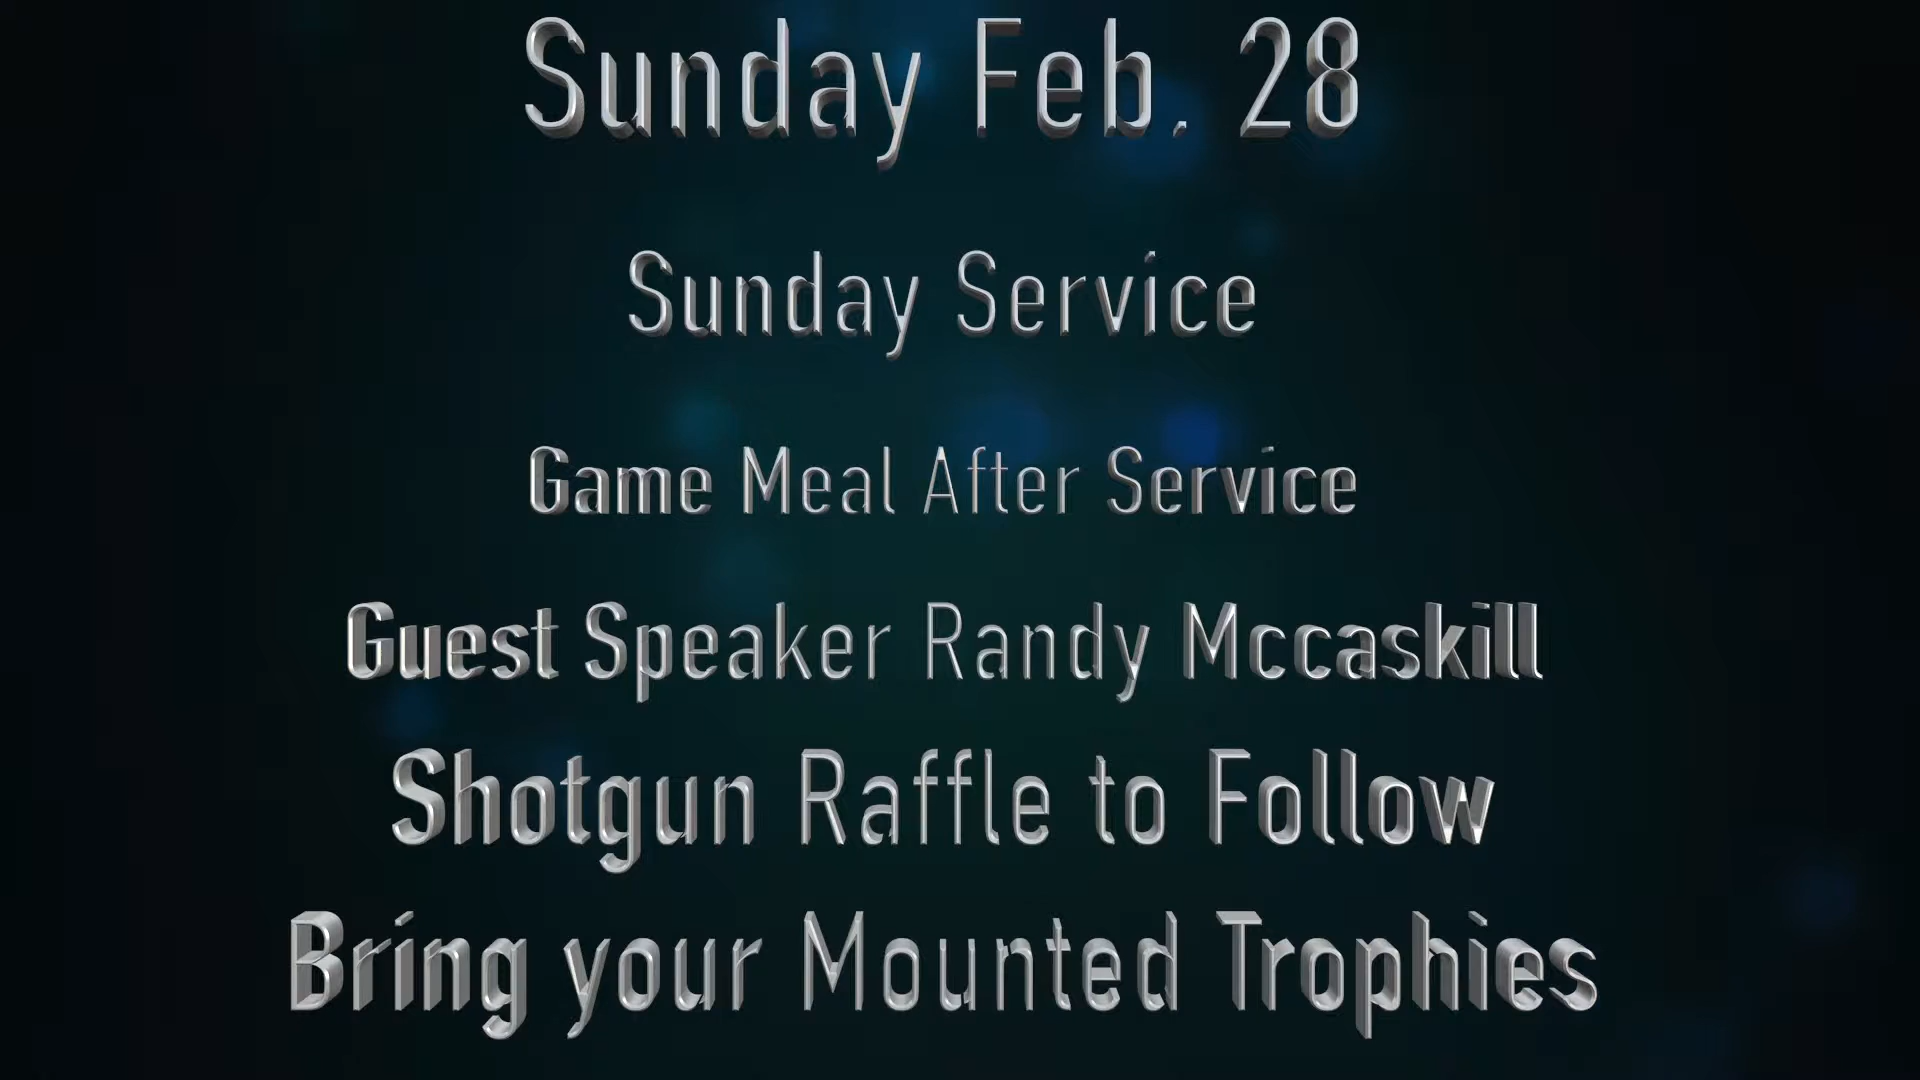 Sunday Feb. 28
Sunday Service
Game Meal After Service
Guest Speaker Randy Mccaskill
Shotgun Raffle to Follow
Bring your Mounted Trophies